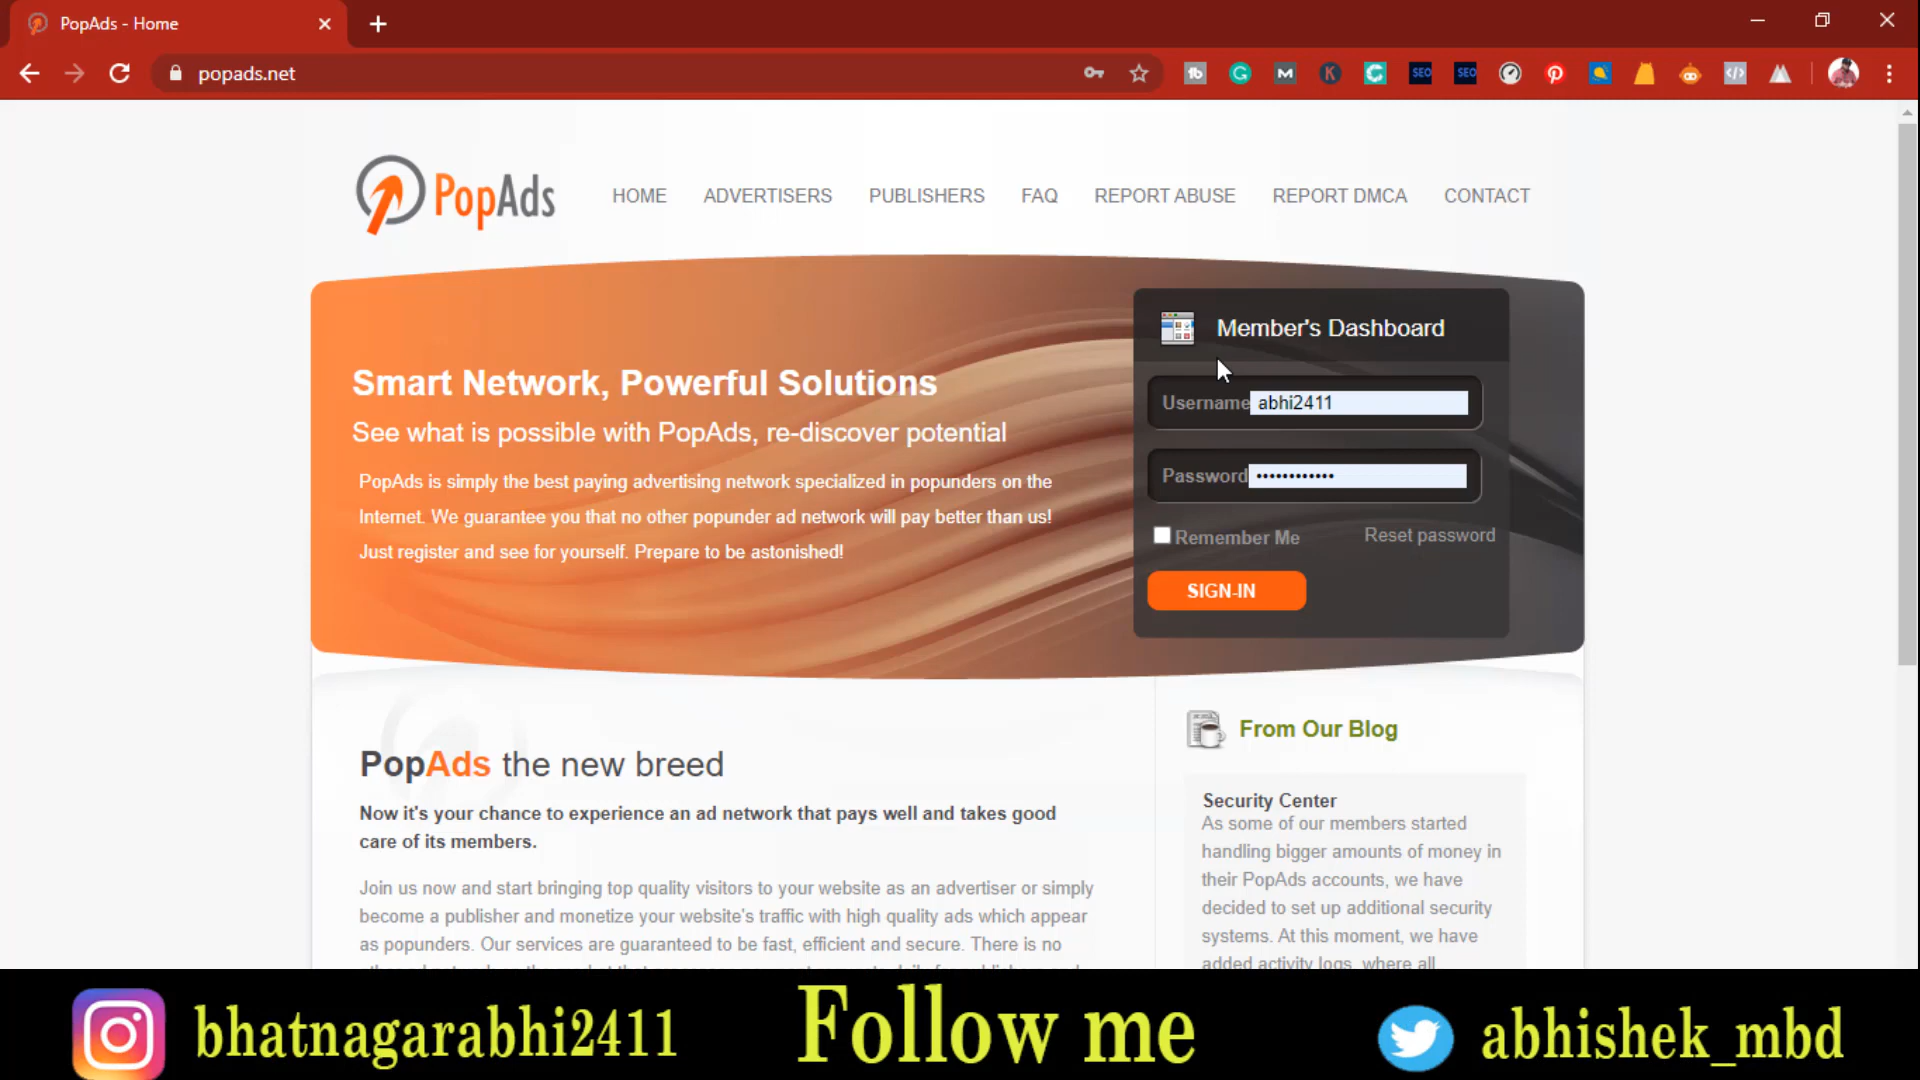 PopAds - Home
popads.net
PopAds
HOME ADVERTISERS PUBLISHERS FAQ REPORT ABUSE REPORT DMCA CONTACT
Smart Network, Powerful Solutions
See what is possible with PopAds, re-discover potential
PopAds is simply the best paying advertising network specialized in popunders on the
Internet. We guarantee you that no other popunder ad network will pay better than us!
Just register and see for yourself. Prepare to be astonished!
Member's Dashboard
Username abhi2411
Password ••••••••••••
Remember Me Reset password
SIGN-IN
PopAds the new breed
Now it's your chance to experience an ad network that pays well and takes good
care of its members.
Join us now and start bringing top quality visitors to your website as an advertiser or simply
become a publisher and monetize your website's traffic with high quality ads which appear
as popunders. Our services are guaranteed to be fast, efficient and secure. There is no
From Our Blog
Security Center
As some of our members started
handling bigger amounts of money in
their PopAds accounts, we have
decided to set up additional security
systems. At this moment, we have
added activity logs, where all
bhatnagarabhi2411 Follow me abhishek_mbd